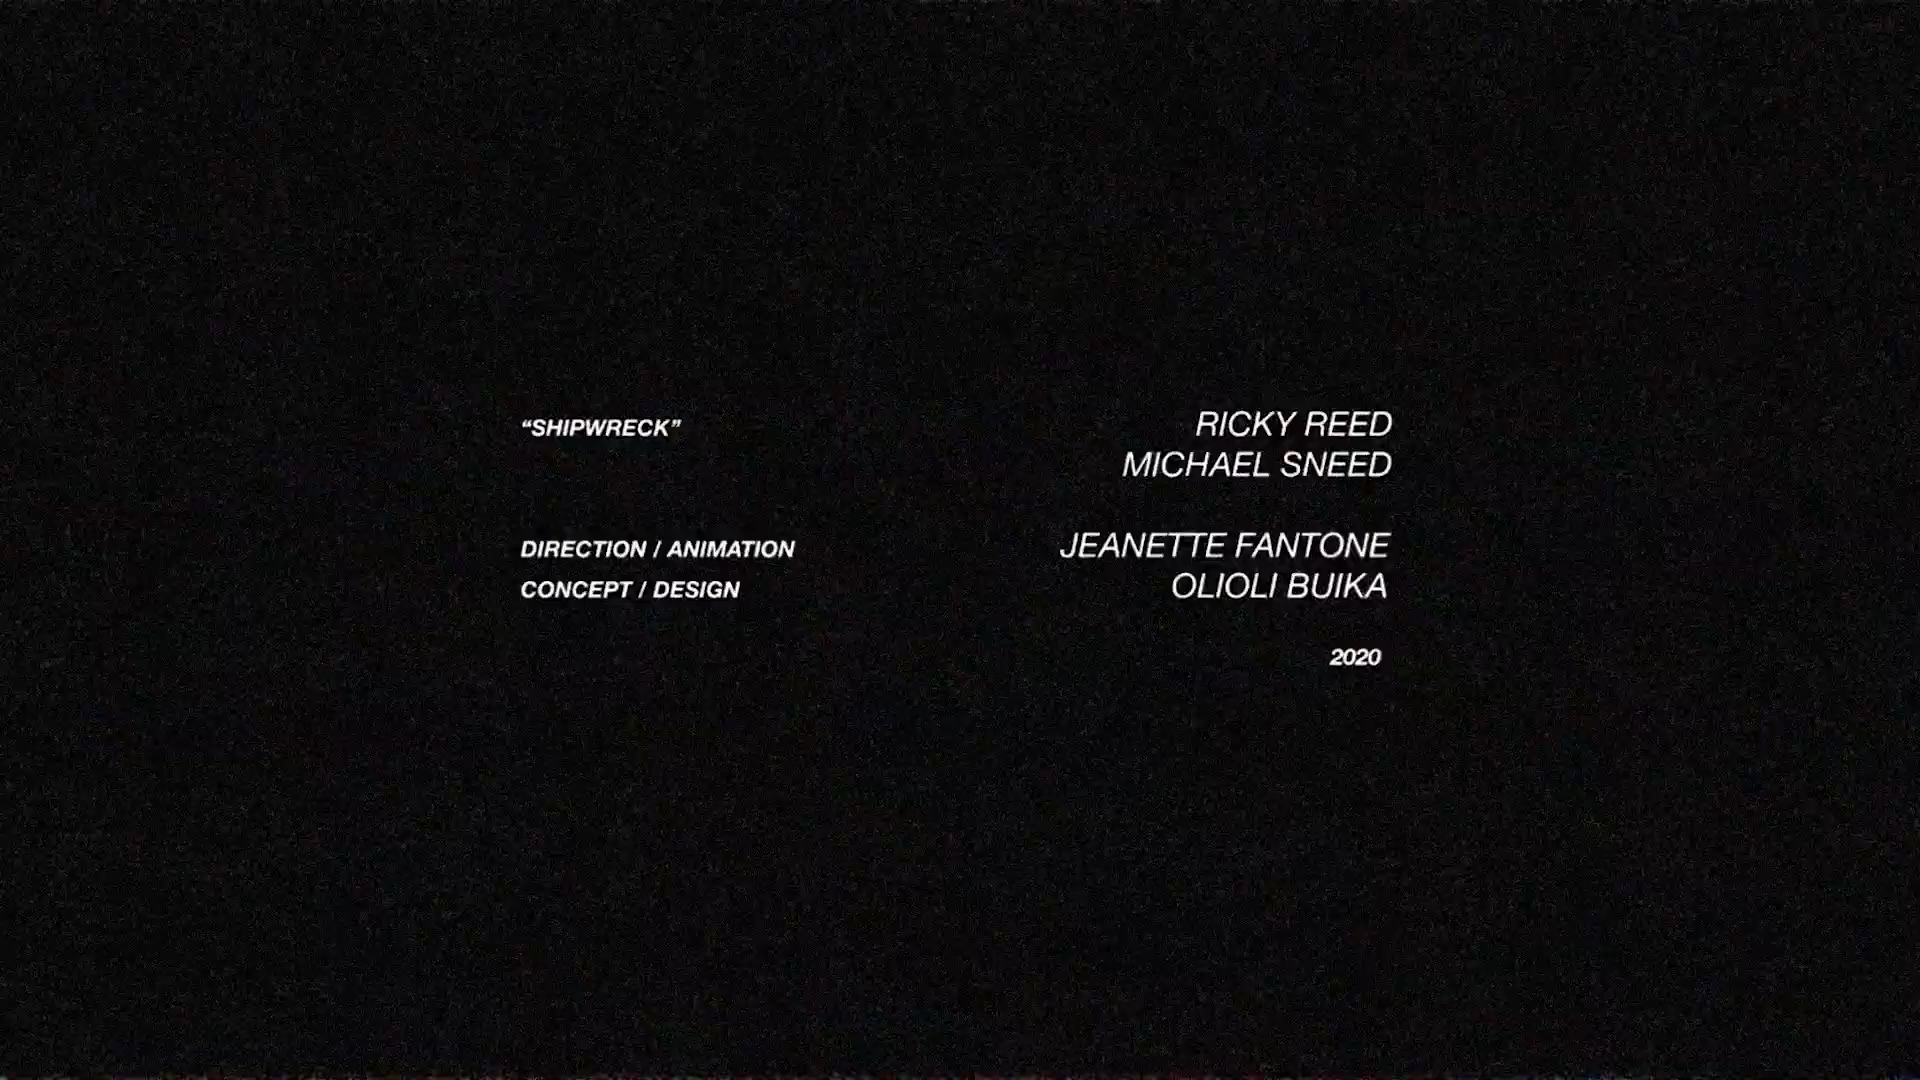 “SHIPWRECK”
RICKY REED
MICHAEL SNEED
DIRECTION / ANIMATION
JEANETTE FANTONE
CONCEPT / DESIGN
OLIOLI BUIKA
2020